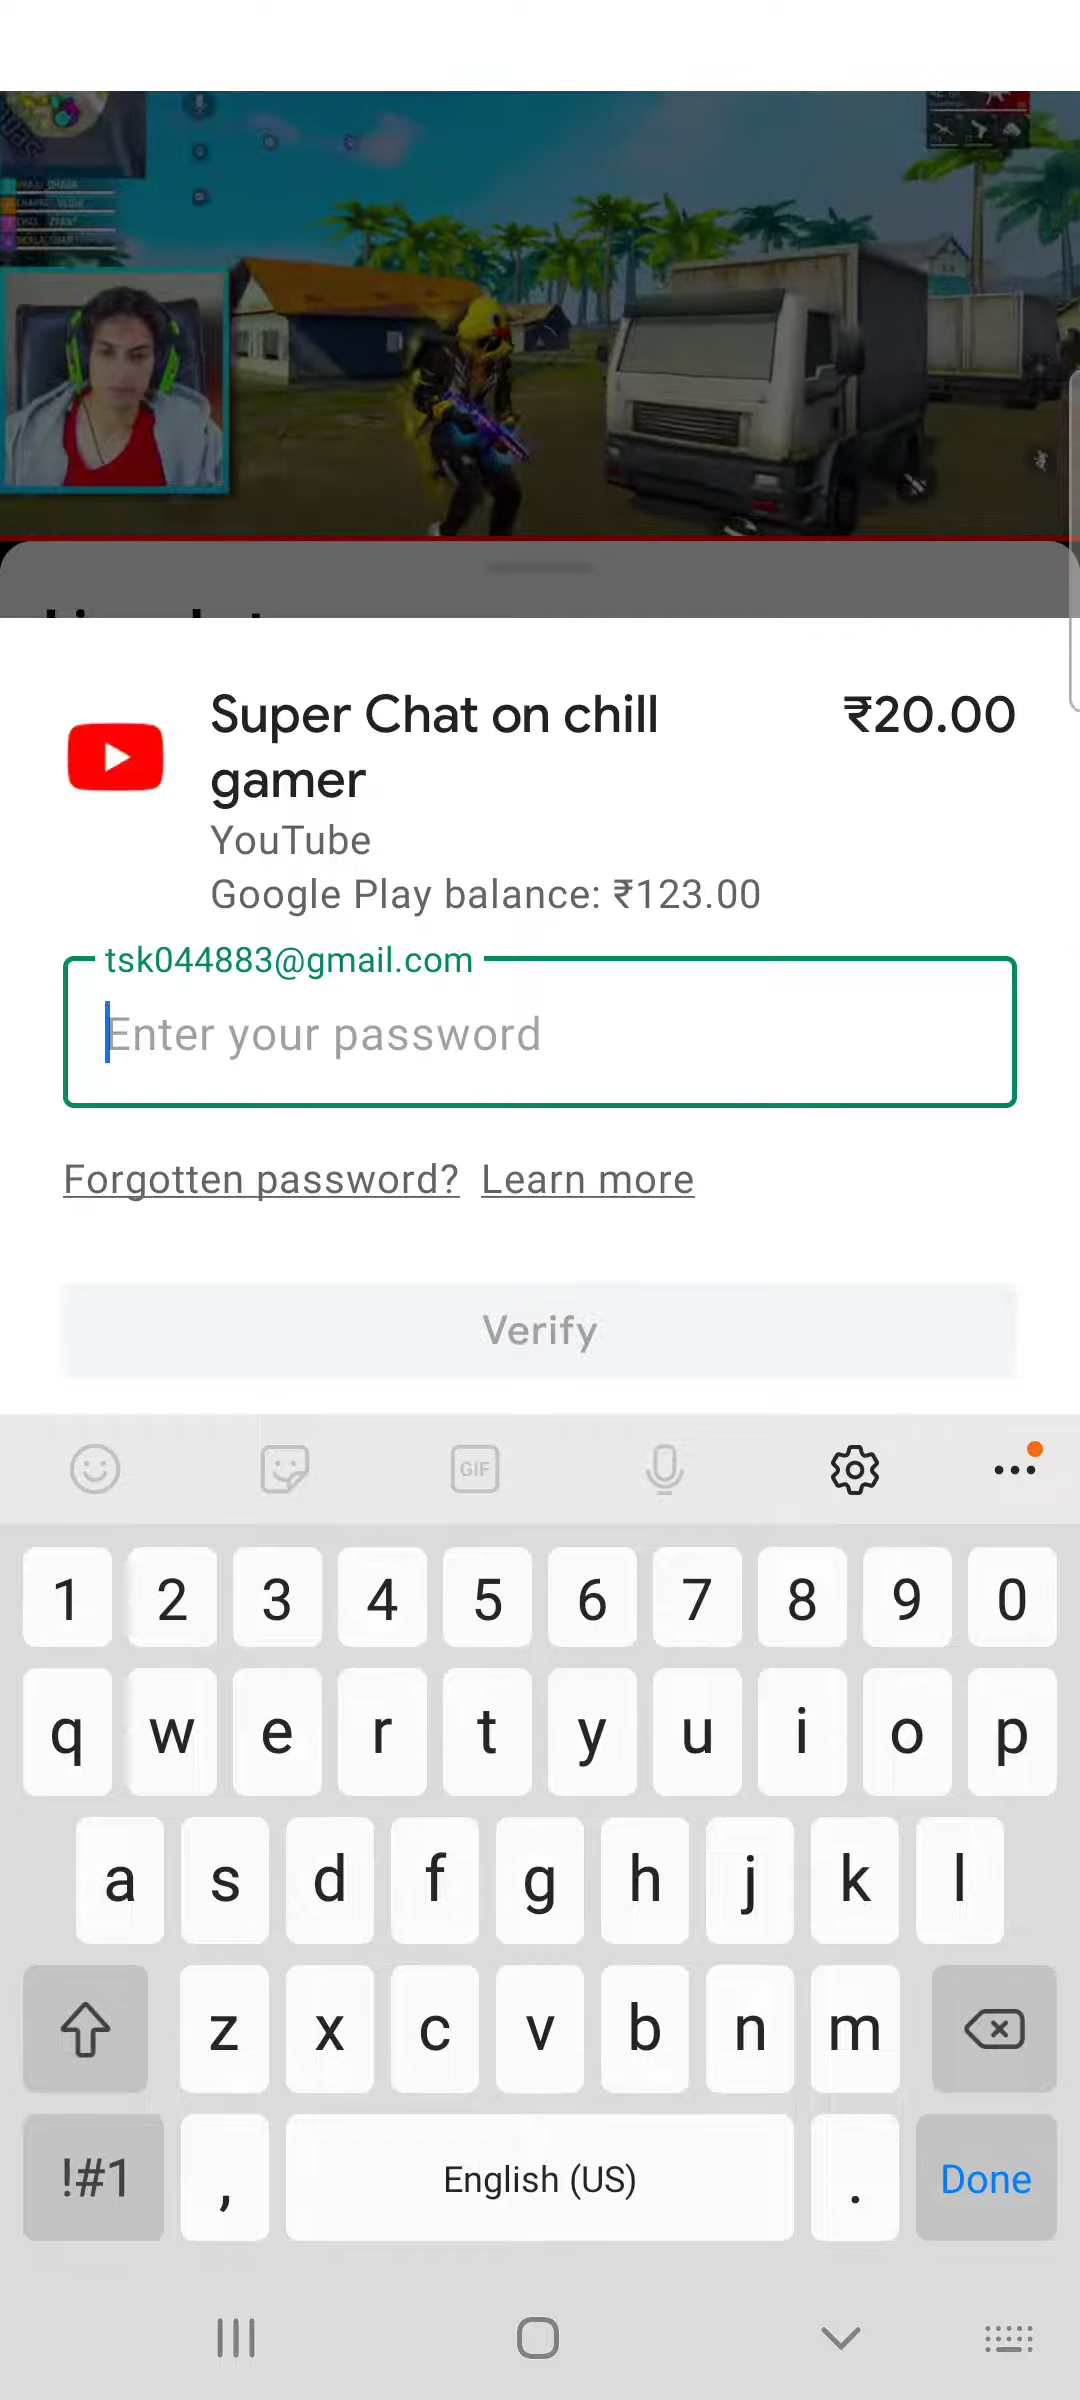 Super Chat on chill
gamer
₹20.00
YouTube
Google Play balance: ₹123.00
tsk044883@gmail.com
Enter your password
Forgotten password? Learn more
Verify
GIF
1 2 3 4 5 6 7 8 9 0
q w e r t y u i o p
a s d f g h j k l
z x c v b n m
!#1 , English (US) . Done